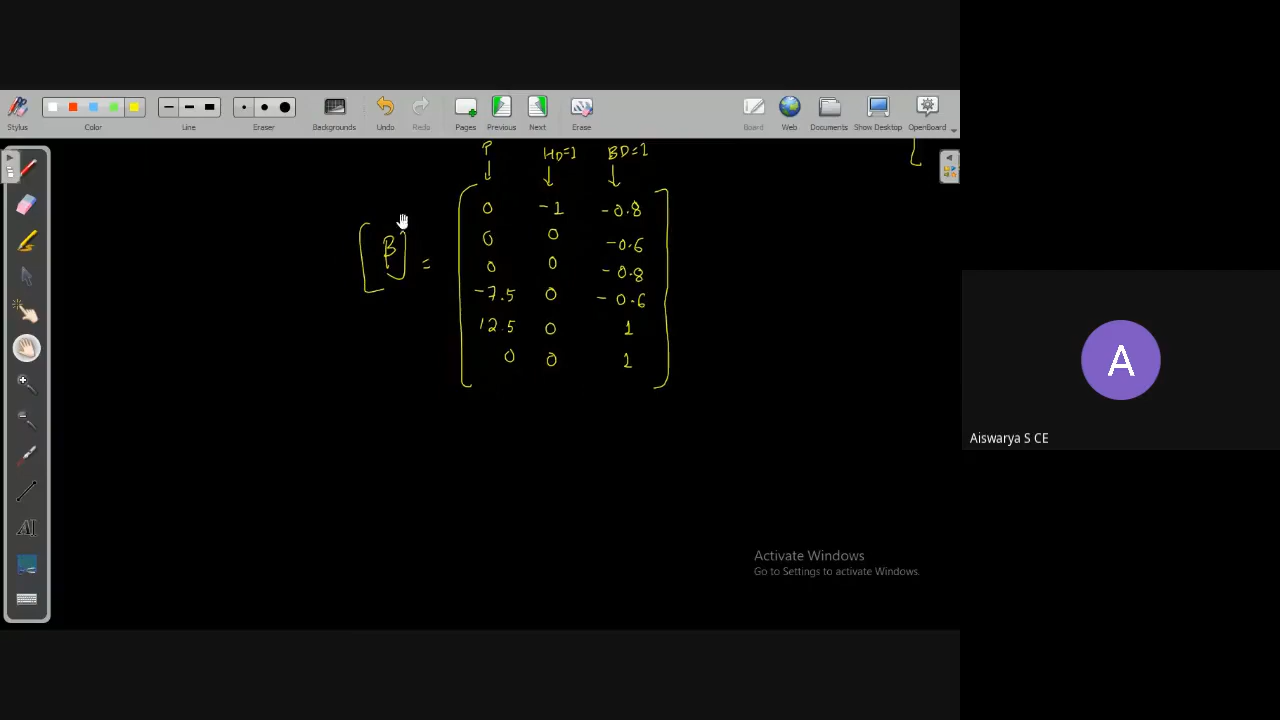 Stylus Color Line Eraser Backgrounds Undo Redo Pages Previous Next Erase Board Web Documents Show Desktop OpenBoard
P HD=1 BD=1
[β] =
0 -1 -0.8
0 0 -0.6
0 0 -0.8
-7.5 0 -0.6
12.5 0 1
0 0 1
A
Aiswarya S CE
Activate Windows
Go to Settings to activate Windows.